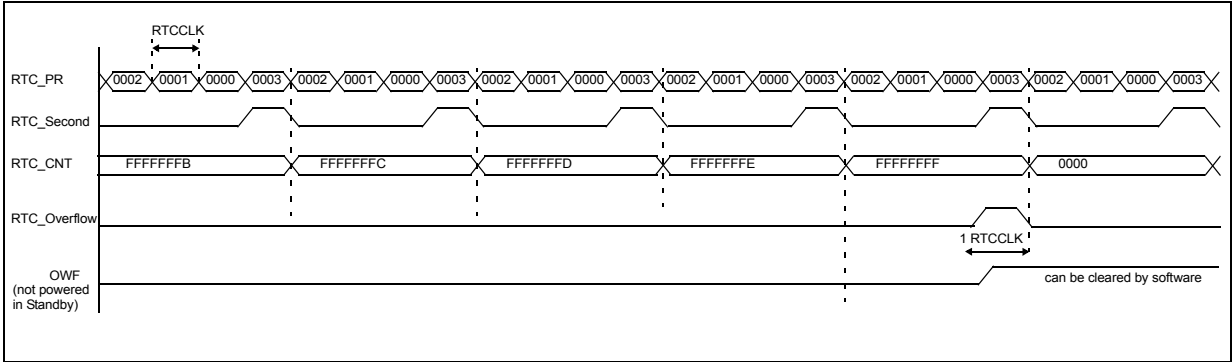 RTCCLK
RTC_PR 0002 0001 0000 0003 0002 0001 0000 0003 0002 0001 0000 0003 0002 0001 0000 0003 0002 0001 0000 0003 0002 0001 0000 0003
RTC_Second
RTC_CNT FFFFFFFB FFFFFFFC FFFFFFFD FFFFFFFE FFFFFFFF 0000
RTC_Overflow
1 RTCCLK
OWF
(not powered
in Standby)
can be cleared by software